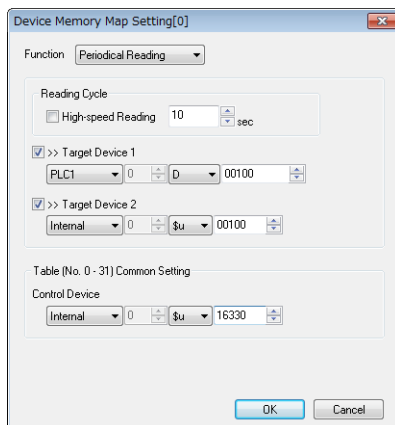 Device Memory Map Setting[0]
Function Periodical Reading
Reading Cycle
High-speed Reading 10 sec
>> Target Device 1
PLC1 0 D 00100
>> Target Device 2
Internal 0 $u 00100
Table (No. 0 - 31) Common Setting
Control Device
Internal 0 $u 16330
OK Cancel